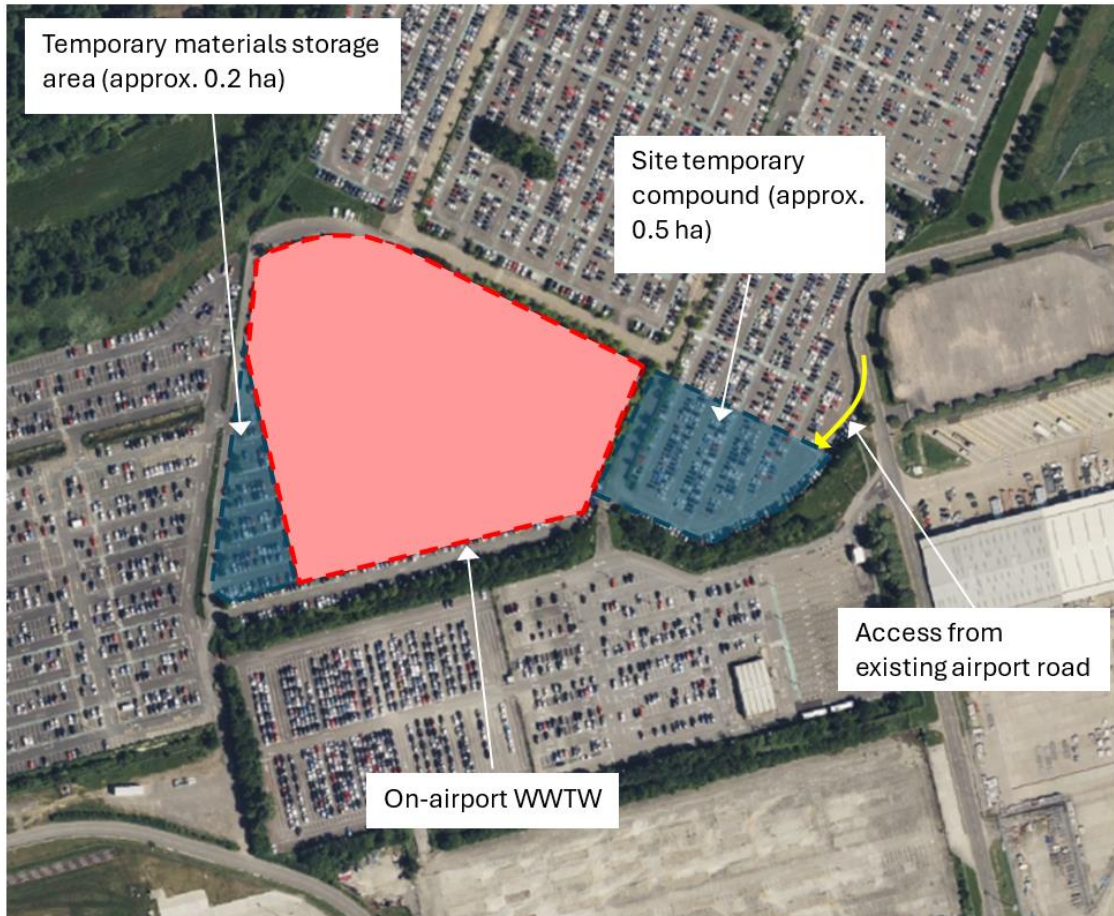 Temporary materials storage
area (approx. 0.2 ha)
Site temporary
compound (approx.
0.5 ha)
Access from
existing airport road
On-airport WWTW